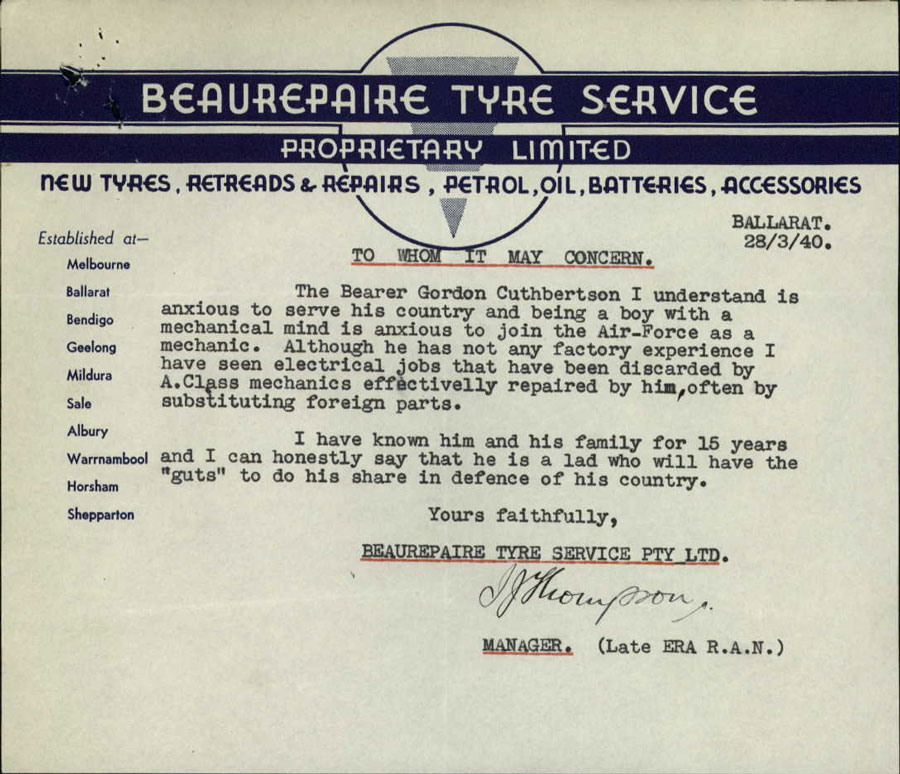 BEAUREPAIRE TYRE SERVICE
PROPRIETARY LIMITED
NEW TYRES, RETREADS & REPAIRS, PETROL, OIL, BATTERIES, ACCESSORIES
BALLARAT.
28/3/40.
Established at—
Melbourne
Ballarat
Bendigo
Geelong
Mildura
Sale
Albury
Warrnambool
Horsham
Shepparton
TO WHOM IT MAY CONCERN.
The Bearer Gordon Cuthbertson I understand is
anxious to serve his country and being a boy with a
mechanical mind is anxious to join the Air-Force as a
mechanic. Although he has not any factory experience I
have seen electrical jobs that have been discarded by
A.Class mechanics effectivelly repaired by him,often by
substituting foreign parts.
I have known him and his family for 15 years
and I can honestly say that he is a lad who will have the
"guts" to do his share in defence of his country.
Yours faithfully,
BEAUREPAIRE TYRE SERVICE PTY LTD.
Thompson
MANAGER. (Late ERA R.A.N.)